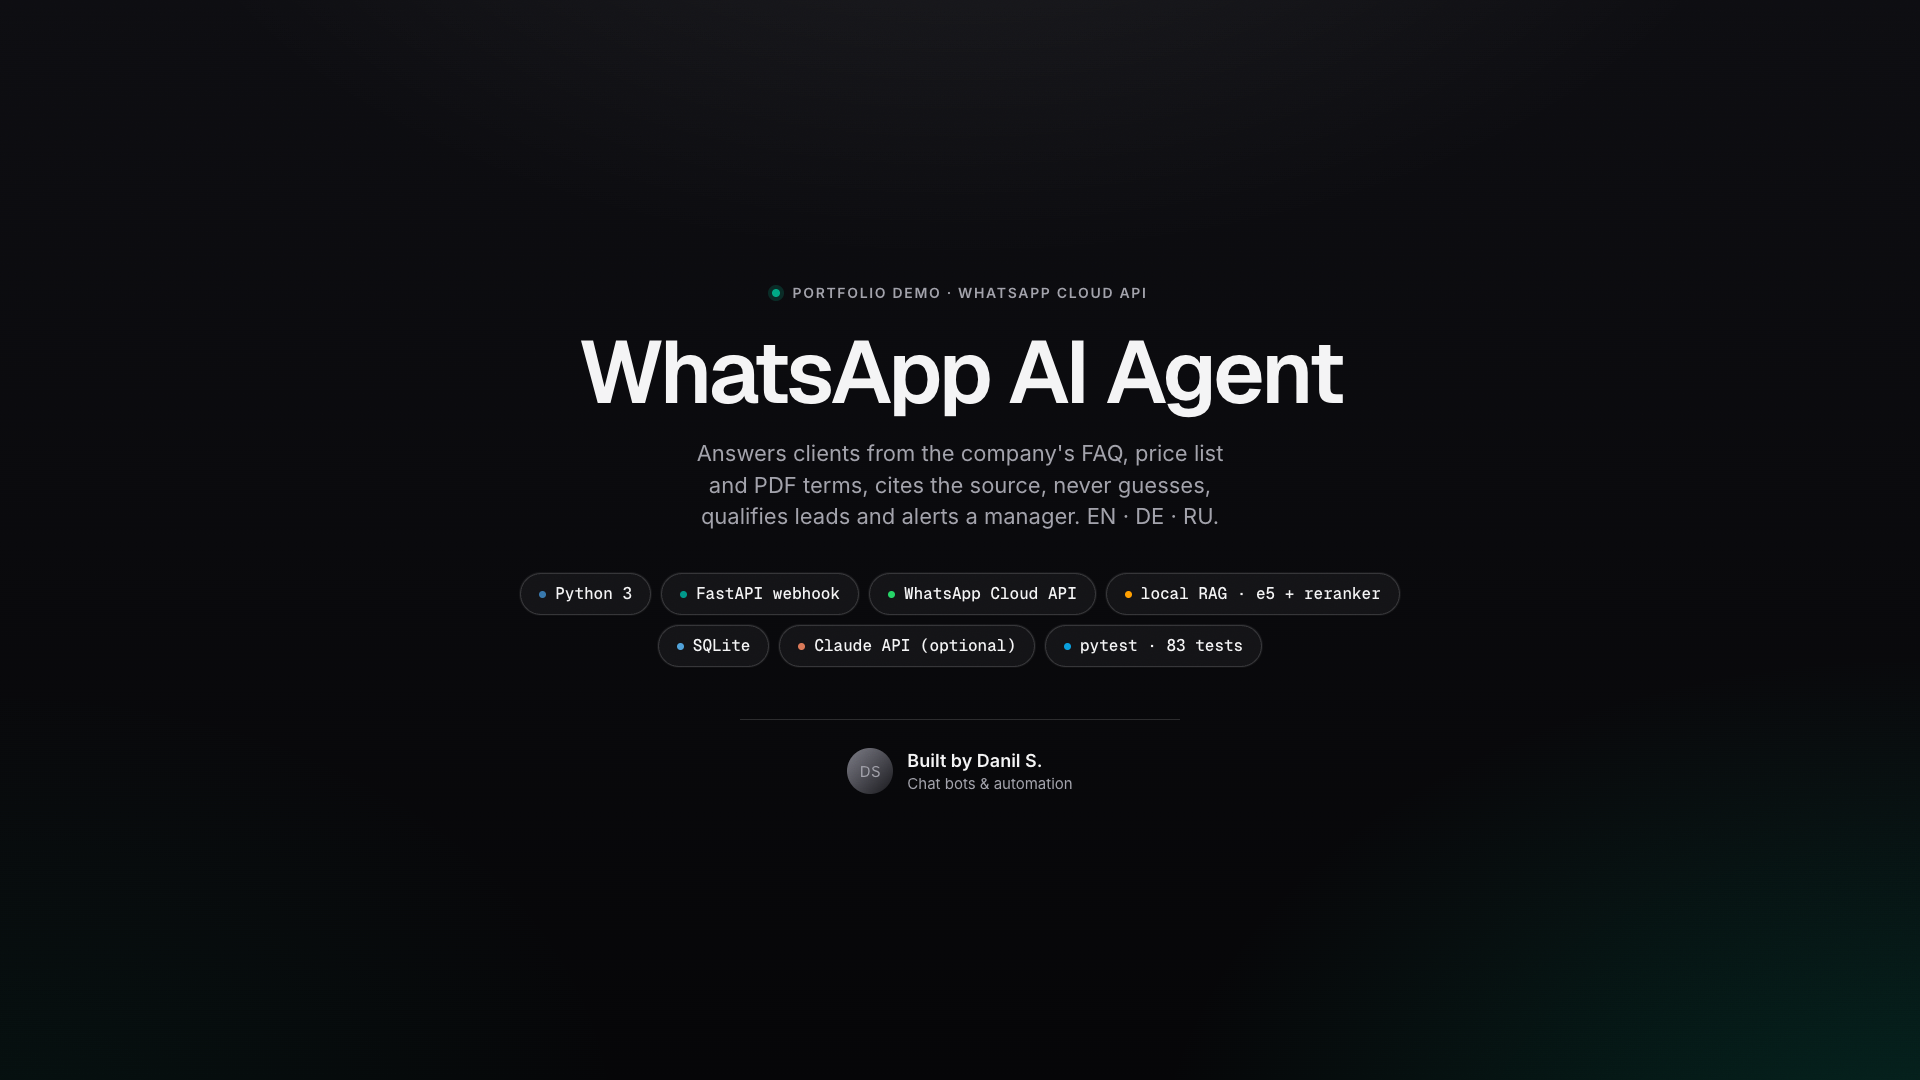 PORTFOLIO DEMO · WHATSAPP CLOUD API
WhatsApp AI Agent
Answers clients from the company's FAQ, price list
and PDF terms, cites the source, never guesses,
qualifies leads and alerts a manager. EN · DE · RU.
Python 3
FastAPI webhook
WhatsApp Cloud API
local RAG · e5 + reranker
SQLite
Claude API (optional)
pytest · 83 tests
DS
Built by Danil S.
Chat bots & automation